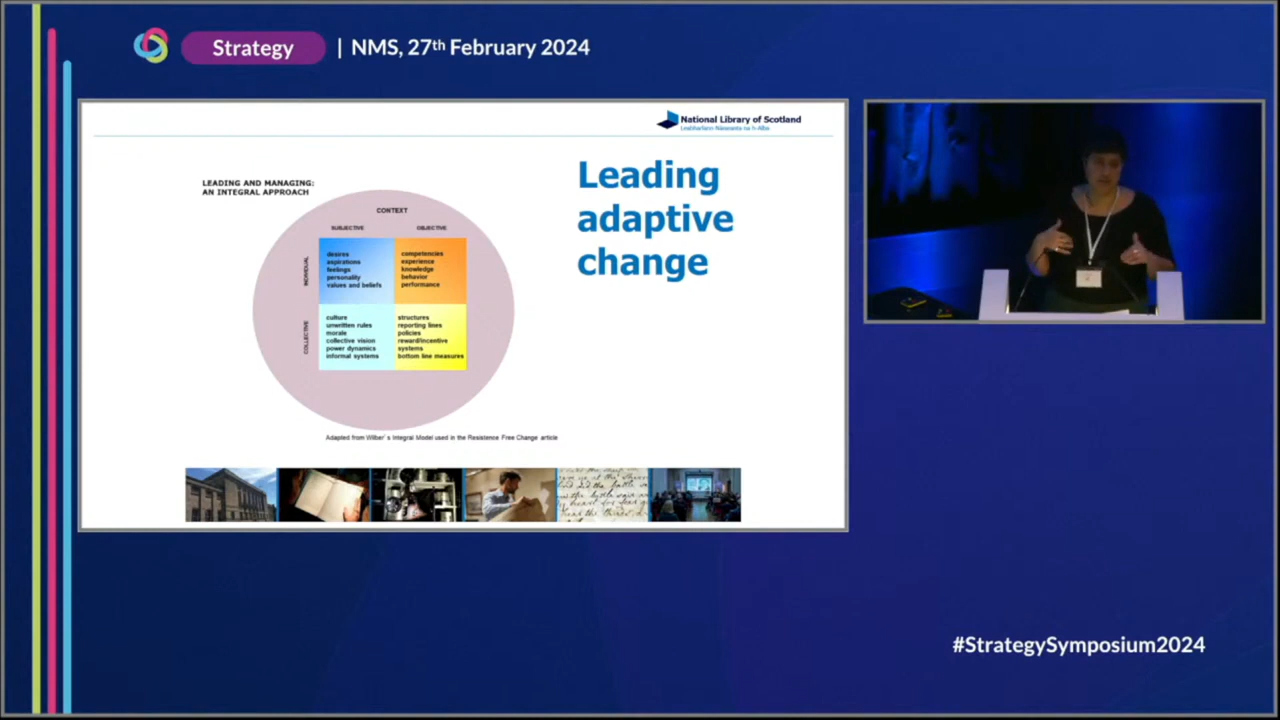 Strategy | NMS, 27th February 2024
National Library of Scotland
Leabharlann Nàiseanta na h-Alba
Leading
adaptive
change
LEADING AND MANAGING:
AN INTEGRAL APPROACH
CONTEXT
SUBJECTIVE
OBJECTIVE
INDIVIDUAL
desires
aspirations
feelings
personality
values and beliefs
competencies
experience
knowledge
behavior
performance
COLLECTIVE
culture
unwritten rules
morale
collective vision
power dynamics
informal systems
structures
reporting lines
policies
reward/incentive
systems
bottom line measures
Adapted from Wilber's Integral Model used in the Resistence Free Change article
#StrategySymposium2024